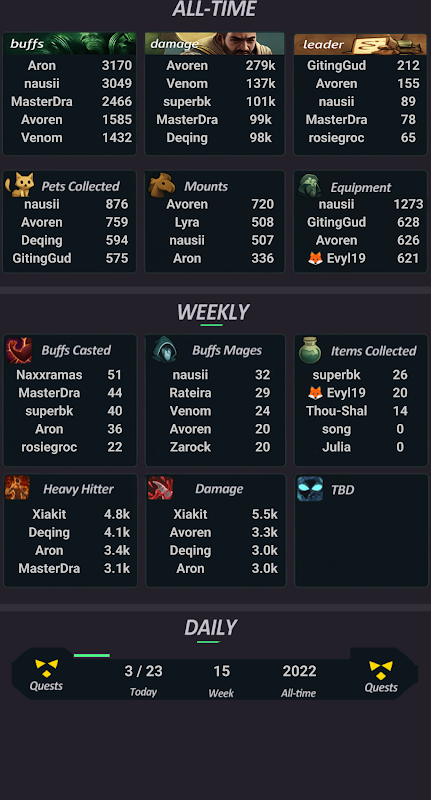 ALL-TIME
buffs
Aron 3170
nausii 3049
MasterDra 2466
Avoren 1585
Venom 1432
damage
Avoren 279k
Venom 137k
superbk 101k
MasterDra 99k
Deqing 98k
leader
GitingGud 212
Avoren 155
nausii 89
MasterDra 78
rosiegroc 65
Pets Collected
nausii 876
Avoren 759
Deqing 594
GitingGud 575
Mounts
Avoren 720
Lyra 508
nausii 507
Aron 336
Equipment
nausii 1273
GitingGud 628
Avoren 626
🦊 Evyl19 621
WEEKLY
Buffs Casted
Naxxramas 51
MasterDra 44
superbk 40
Aron 36
rosiegroc 22
Buffs Mages
nausii 32
Rateira 29
Venom 24
Avoren 20
Zarock 20
Items Collected
superbk 26
🦊 Evyl19 20
Thou-Shal 14
song 0
Julia 0
Heavy Hitter
Xiakit 4.8k
Deqing 4.1k
Aron 3.4k
MasterDra 3.1k
Damage
Xiakit 5.5k
Avoren 3.3k
Deqing 3.0k
Aron 3.0k
TBD
DAILY
Quests
3 / 23
Today
15
Week
2022
All-time
Quests